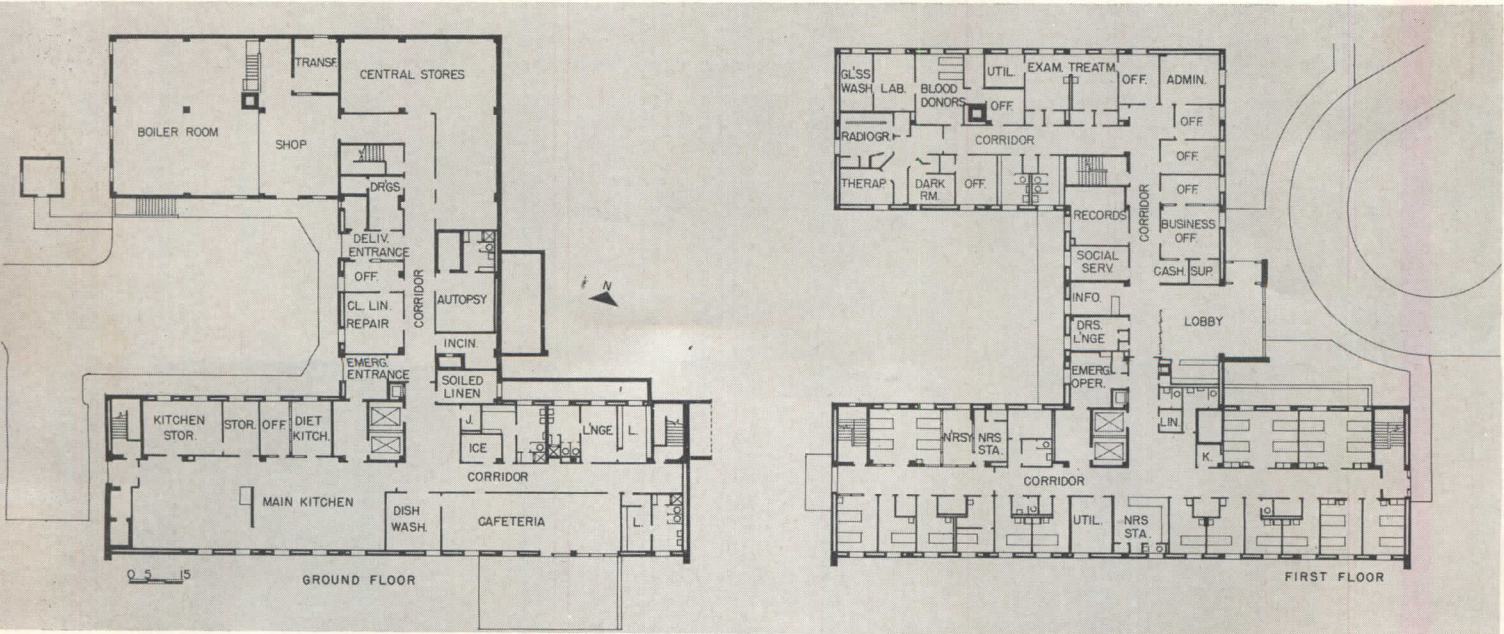 TRANSF.
CENTRAL STORES
BOILER ROOM
SHOP
DR'GS
DELIV.
ENTRANCE
OFF.
CL. LIN.
REPAIR
CORRIDOR
AUTOPSY
INCIN.
EMERG.
ENTRANCE
SOILED
LINEN
KITCHEN
STOR.
STOR.
OFF.
DIET
KITCH.
J.
ICE
L'NGE
L.
CORRIDOR
MAIN KITCHEN
DISH
WASH.
CAFETERIA
L.
0 5 15
GROUND FLOOR
N
GL'SS
WASH
LAB.
BLOOD
DONORS
UTIL.
OFF.
EXAM. TREATM.
OFF.
ADMIN.
RADIOGR.
CORRIDOR
OFF.
OFF.
OFF.
THERAP.
DARK
RM.
OFF.
RECORDS
CORRIDOR
BUSINESS
OFF.
SOCIAL
SERV.
CASH.
SUP.
INFO.
LOBBY
DRS.
L'NGE
EMERG.
OPER.
LIN.
K.
N'RSY
NRS
STA.
CORRIDOR
UTIL.
NRS
STA.
FIRST FLOOR